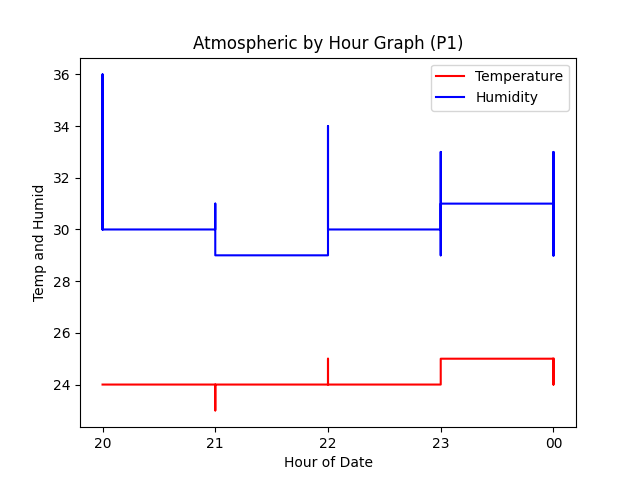 Atmospheric by Hour Graph (P1)
Temperature
Humidity
36
34
32
30
28
26
24
Temp and Humid
20 21 22 23 00
Hour of Date